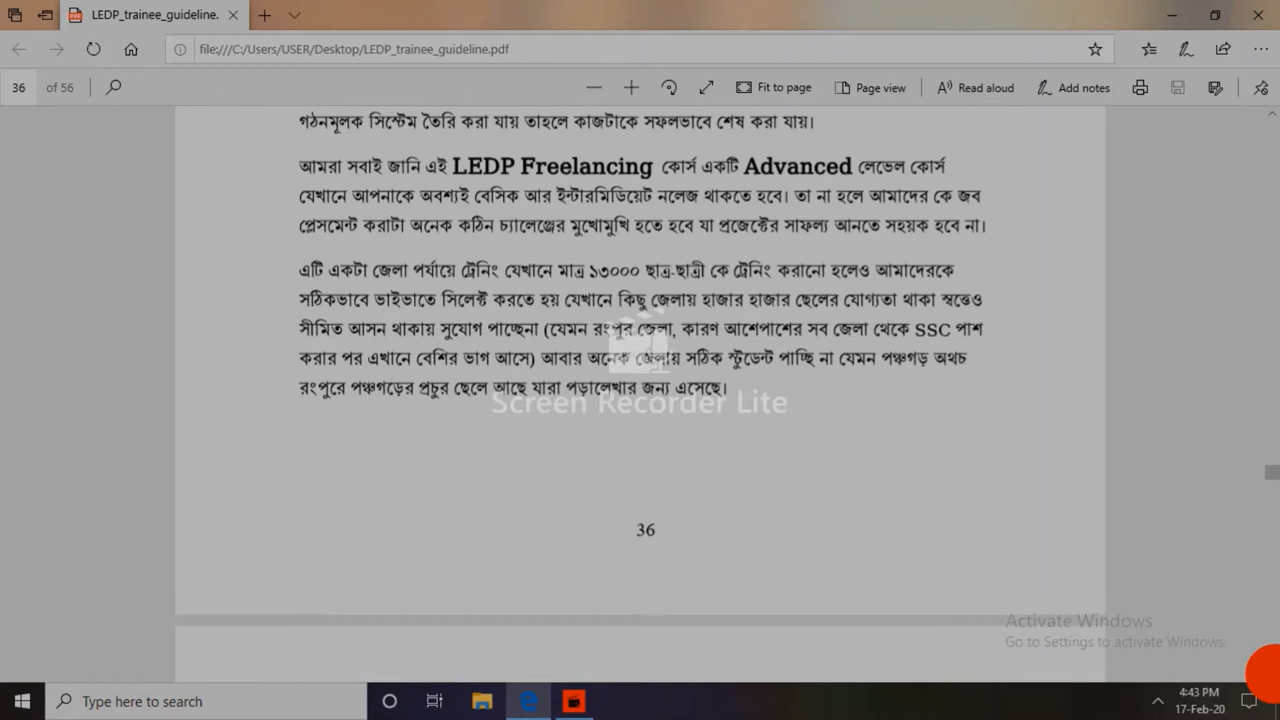 LEDP_trainee_guideline.
file:///C:/Users/USER/Desktop/LEDP_trainee_guideline.pdf
36 of 56
Fit to page
Page view
Read aloud
Add notes
গঠনমূলক সিস্টেম তৈরি করা যায় তাহলে কাজটাকে সফলভাবে শেষ করা যায়।
আমরা সবাই জানি এই LEDP Freelancing কোর্স একটি Advanced লেভেল কোর্স
যেখানে আপনাকে অবশ্যই বেসিক আর ইন্টারমিডিয়েট নলেজ থাকতে হবে। তা না হলে আমাদের কে জব
প্লেসমেন্ট করাটা অনেক কঠিন চ্যালেঞ্জের মুখোমুখি হতে হবে যা প্রজেক্টের সাফল্য আনতে সহয়ক হবে না।
এটি একটা জেলা পর্যায়ে ট্রেনিং যেখানে মাত্র ১৩০০০ ছাত্র-ছাত্রী কে ট্রেনিং করানো হলেও আমাদেরকে
সঠিকভাবে ভাইভাতে সিলেক্ট করতে হয় যেখানে কিছু জেলায় হাজার হাজার ছেলের যোগ্যতা থাকা স্বত্তেও
সীমিত আসন থাকায় সুযোগ পাচ্ছেনা (যেমন রংপুর জেলা, কারণ আশেপাশের সব জেলা থেকে SSC পাশ
করার পর এখানে বেশির ভাগ আসে) আবার অনেক জেলায় সঠিক স্টুডেন্ট পাচ্ছি না যেমন পঞ্চগড় অথচ
রংপুরে পঞ্চগড়ের প্রচুর ছেলে আছে যারা পড়ালেখার জন্য এসেছে।
Screen Recorder Lite
36
Activate Windows
Go to Settings to activate Windows.
Type here to search
4:43 PM
17-Feb-20